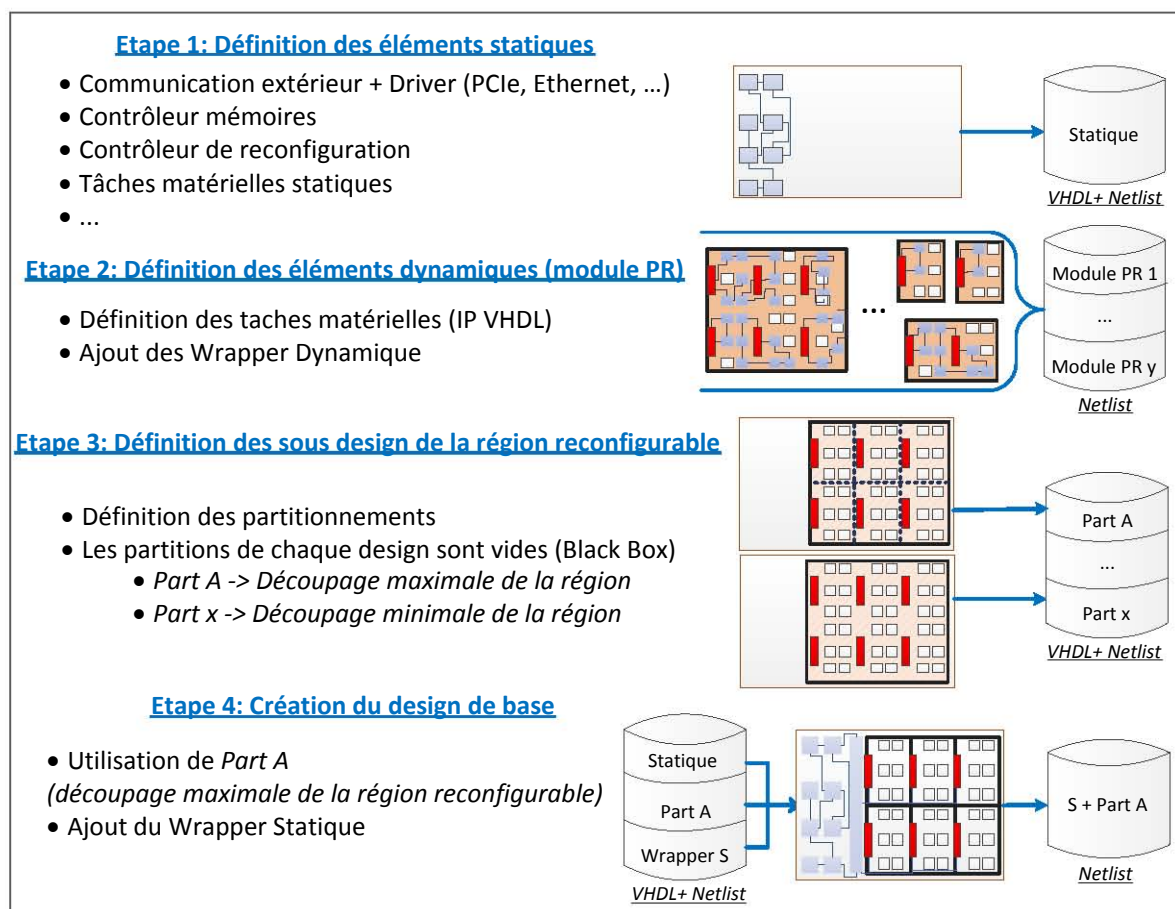 Etape 1: Définition des éléments statiques
• Communication extérieur + Driver (PCIe, Ethernet, ...)
• Contrôleur mémoires
• Contrôleur de reconfiguration
• Tâches matérielles statiques
• ...
Statique
VHDL+ Netlist
Etape 2: Définition des éléments dynamiques (module PR)
• Définition des taches matérielles (IP VHDL)
• Ajout des Wrapper Dynamique
...
Module PR 1
...
Module PR y
Netlist
Etape 3: Définition des sous design de la région reconfigurable
• Définition des partitionnements
• Les partitions de chaque design sont vides (Black Box)
• Part A -> Découpage maximale de la région
• Part x -> Découpage minimale de la région
Part A
...
Part x
VHDL+ Netlist
Etape 4: Création du design de base
• Utilisation de Part A
(découpage maximale de la région reconfigurable)
• Ajout du Wrapper Statique
Statique
Part A
Wrapper S
VHDL+ Netlist
S + Part A
Netlist